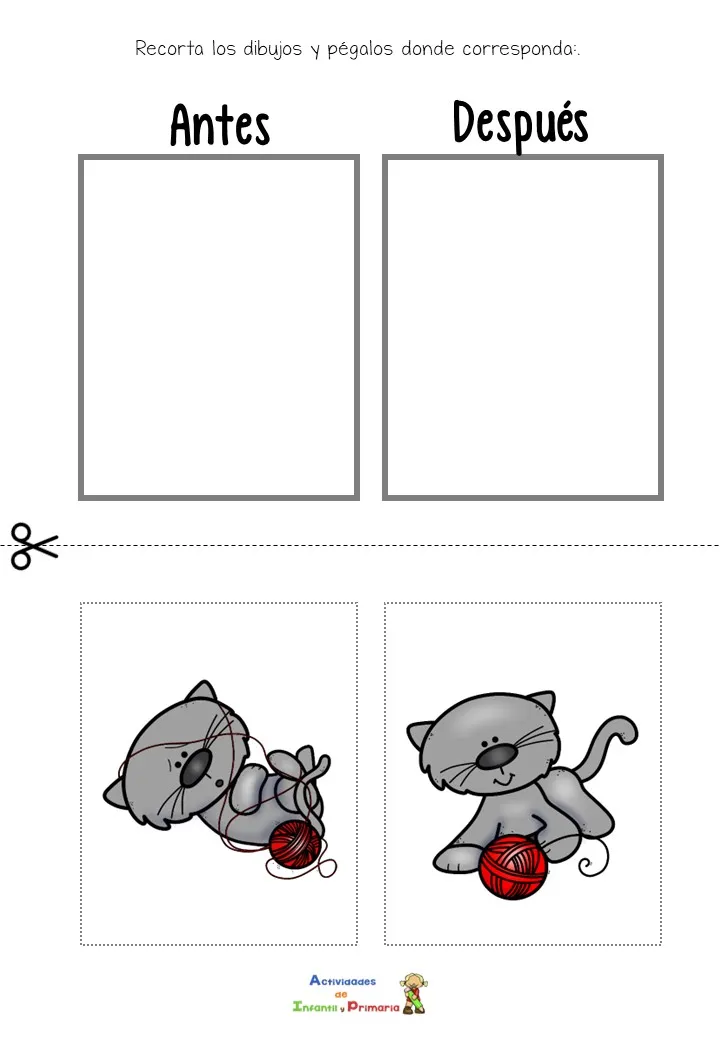 Recorta los dibujos y pégalos donde corresponda:.
Antes
Después
Actividades
de
Infantil y Primaria